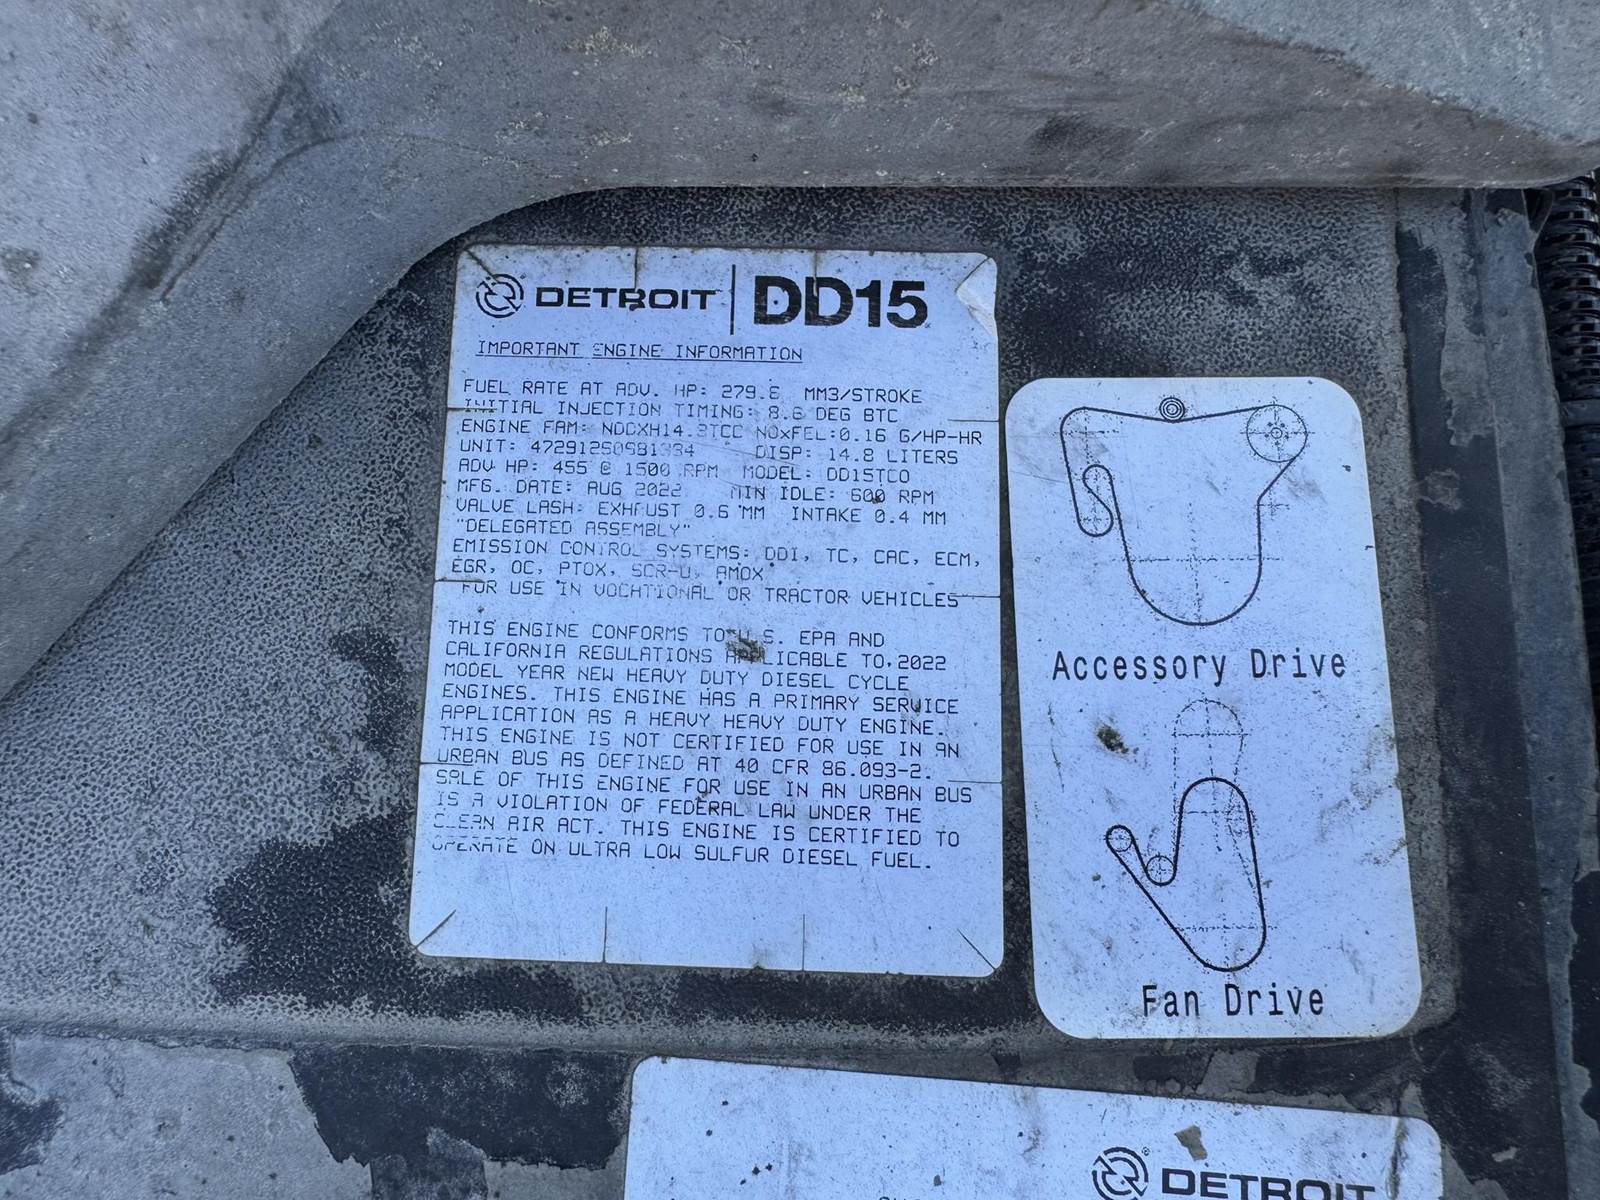 DETROIT DD15
IMPORTANT ENGINE INFORMATION
FUEL RATE AT ADV. HP: MM3/STROKE
INITIAL INJECTION TIMING: DEG BTC
ENGINE FAM: NOxFEL:0.16 G/HP-HR
UNIT: DISP: 14.8 LITERS
ADV HP: 455 @ 1500 RPM MODEL: DD15TCO
MFG. DATE: AUG 2022 MIN IDLE: 600 RPM
VALVE LASH: EXHAUST 0.6 MM INTAKE 0.4 MM
"DELEGATED ASSEMBLY"
EMISSION CONTROL SYSTEMS: DDI, TC, CAC, ECM,
EGR, OC, PTOX, SCR-U, AMOX
FOR USE IN VOCATIONAL OR TRACTOR VEHICLES
THIS ENGINE CONFORMS TO U.S. EPA AND
CALIFORNIA REGULATIONS APPLICABLE TO 2022
MODEL YEAR NEW HEAVY DUTY DIESEL CYCLE
ENGINES. THIS ENGINE HAS A PRIMARY SERVICE
APPLICATION AS A HEAVY HEAVY DUTY ENGINE.
THIS ENGINE IS NOT CERTIFIED FOR USE IN AN
URBAN BUS AS DEFINED AT 40 CFR 86.093-2.
SALE OF THIS ENGINE FOR USE IN AN URBAN BUS
IS A VIOLATION OF FEDERAL LAW UNDER THE
CLEAN AIR ACT. THIS ENGINE IS CERTIFIED TO
OPERATE ON ULTRA LOW SULFUR DIESEL FUEL.
Accessory Drive
Fan Drive
DETROIT